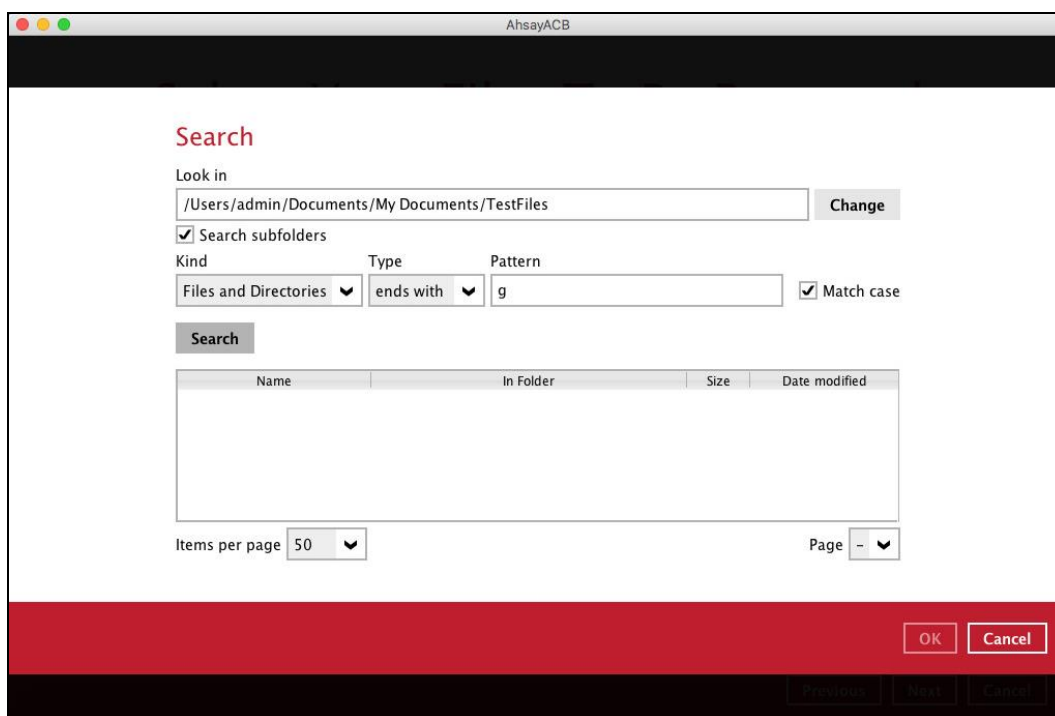 AhsayACB
Search
Look in
/Users/admin/Documents/My Documents/TestFiles
Change
Search subfolders
Kind Type Pattern
Files and Directories ends with g Match case
Search
Name In Folder Size Date modified
Items per page 50 Page -
OK Cancel
Previous Next Cancel